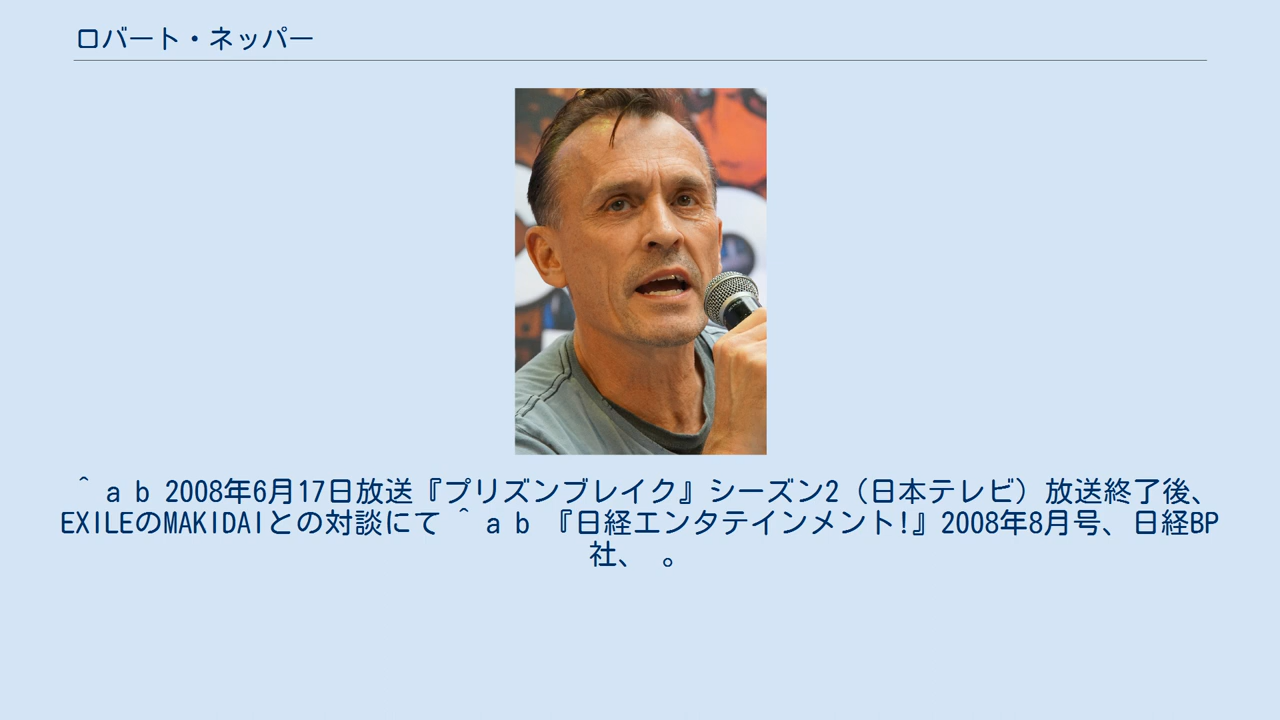 ロバート・ネッパー
^ a b 2008年6月17日放送『プリズンブレイク』シーズン2（日本テレビ）放送終了後、
EXILEのMAKIDAIとの対談にて ^ a b 『日経エンタテインメント!』2008年8月号、日経BP
社、 。